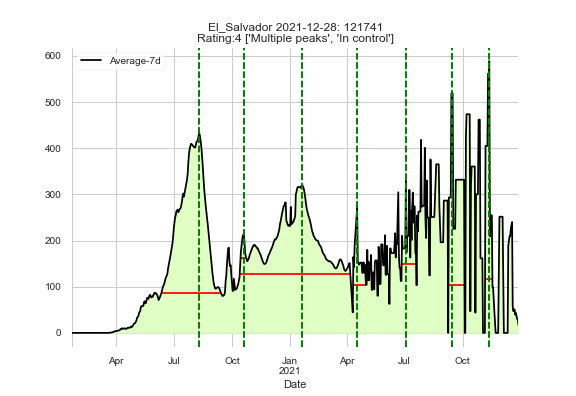 El_Salvador 2021-12-28: 121741
Rating:4 ['Multiple peaks', 'In control']
Average-7d
600
500
400
300
200
100
0
Apr Jul Oct Jan Apr Jul Oct
2021
Date